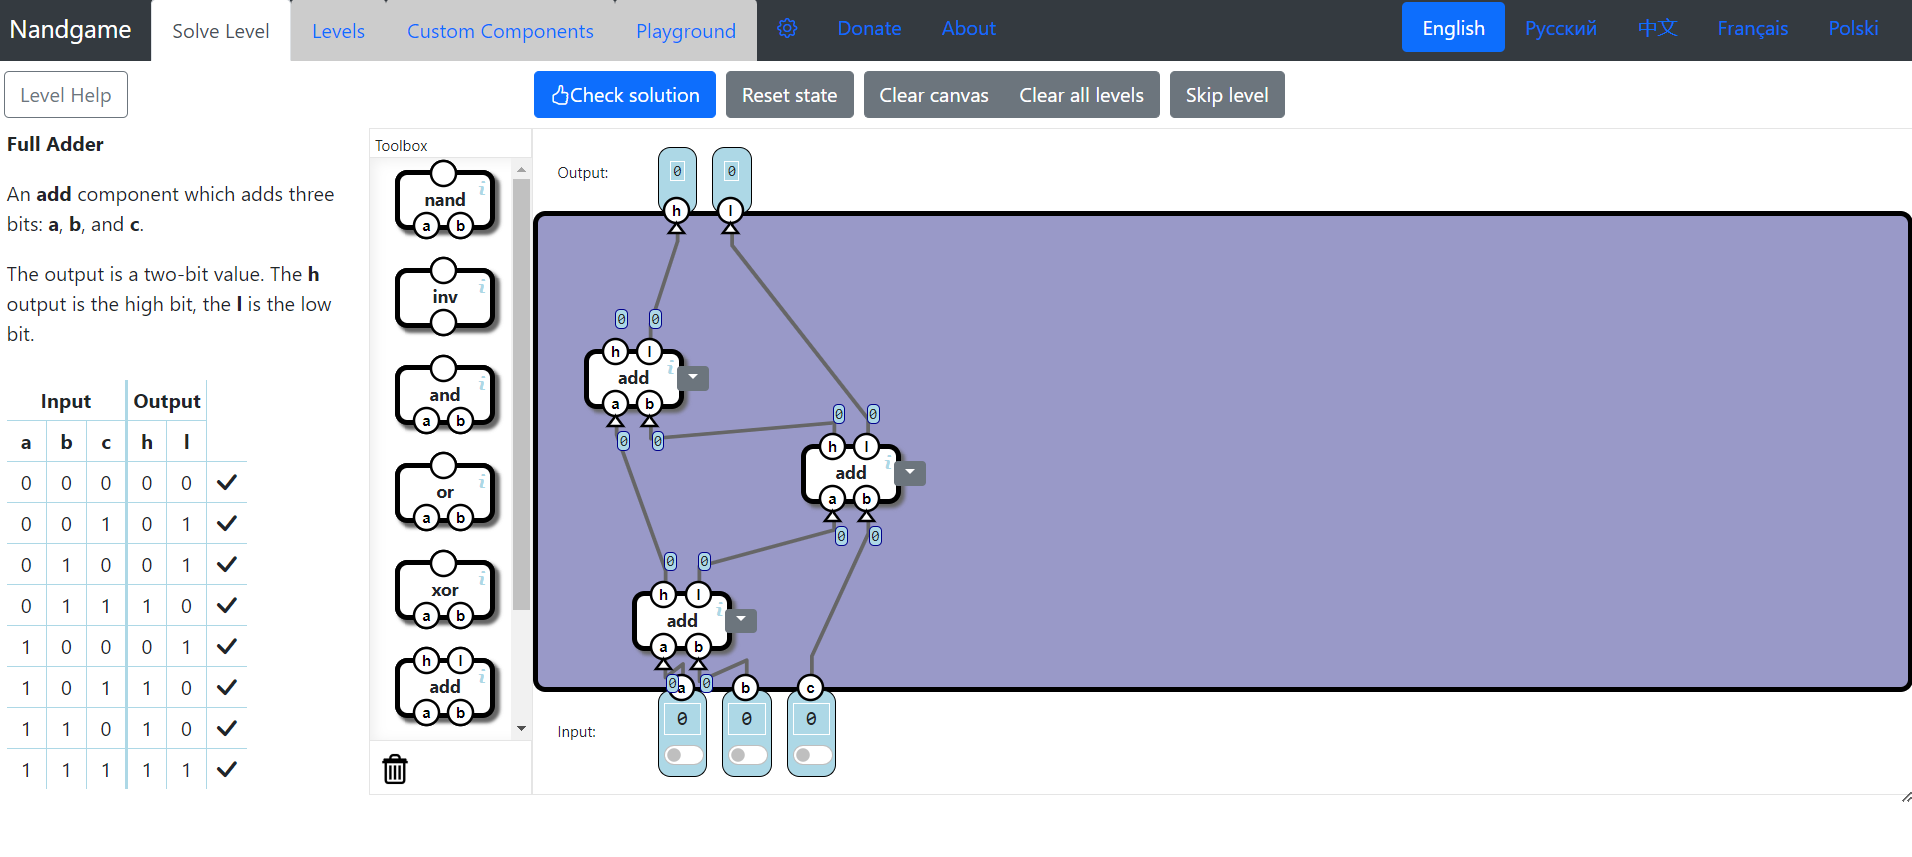 Nandgame
Solve Level
Levels
Custom Components
Playground
Donate
About
English
Русский
中文
Français
Polski
Level Help
Check solution
Reset state
Clear canvas
Clear all levels
Skip level
Full Adder
An add component which adds three
bits: a, b, and c.
The output is a two-bit value. The h
output is the high bit, the l is the low
bit.
Input Output
a b c h l
0 0 0 0 0
0 0 1 0 1
0 1 0 0 1
0 1 1 1 0
1 0 0 0 1
1 0 1 1 0
1 1 0 1 0
1 1 1 1 1
Toolbox
i
nand
a b
i
inv
i
and
a b
i
or
a b
i
xor
a b
h l
i
add
a b
Output:
0 0
h l
0 0
h l
i
add
a b
0 0
0 0
h l
i
add
a b
0 0
0 0
h l
i
add
a b
0 0
a b c
Input:
0 0 0